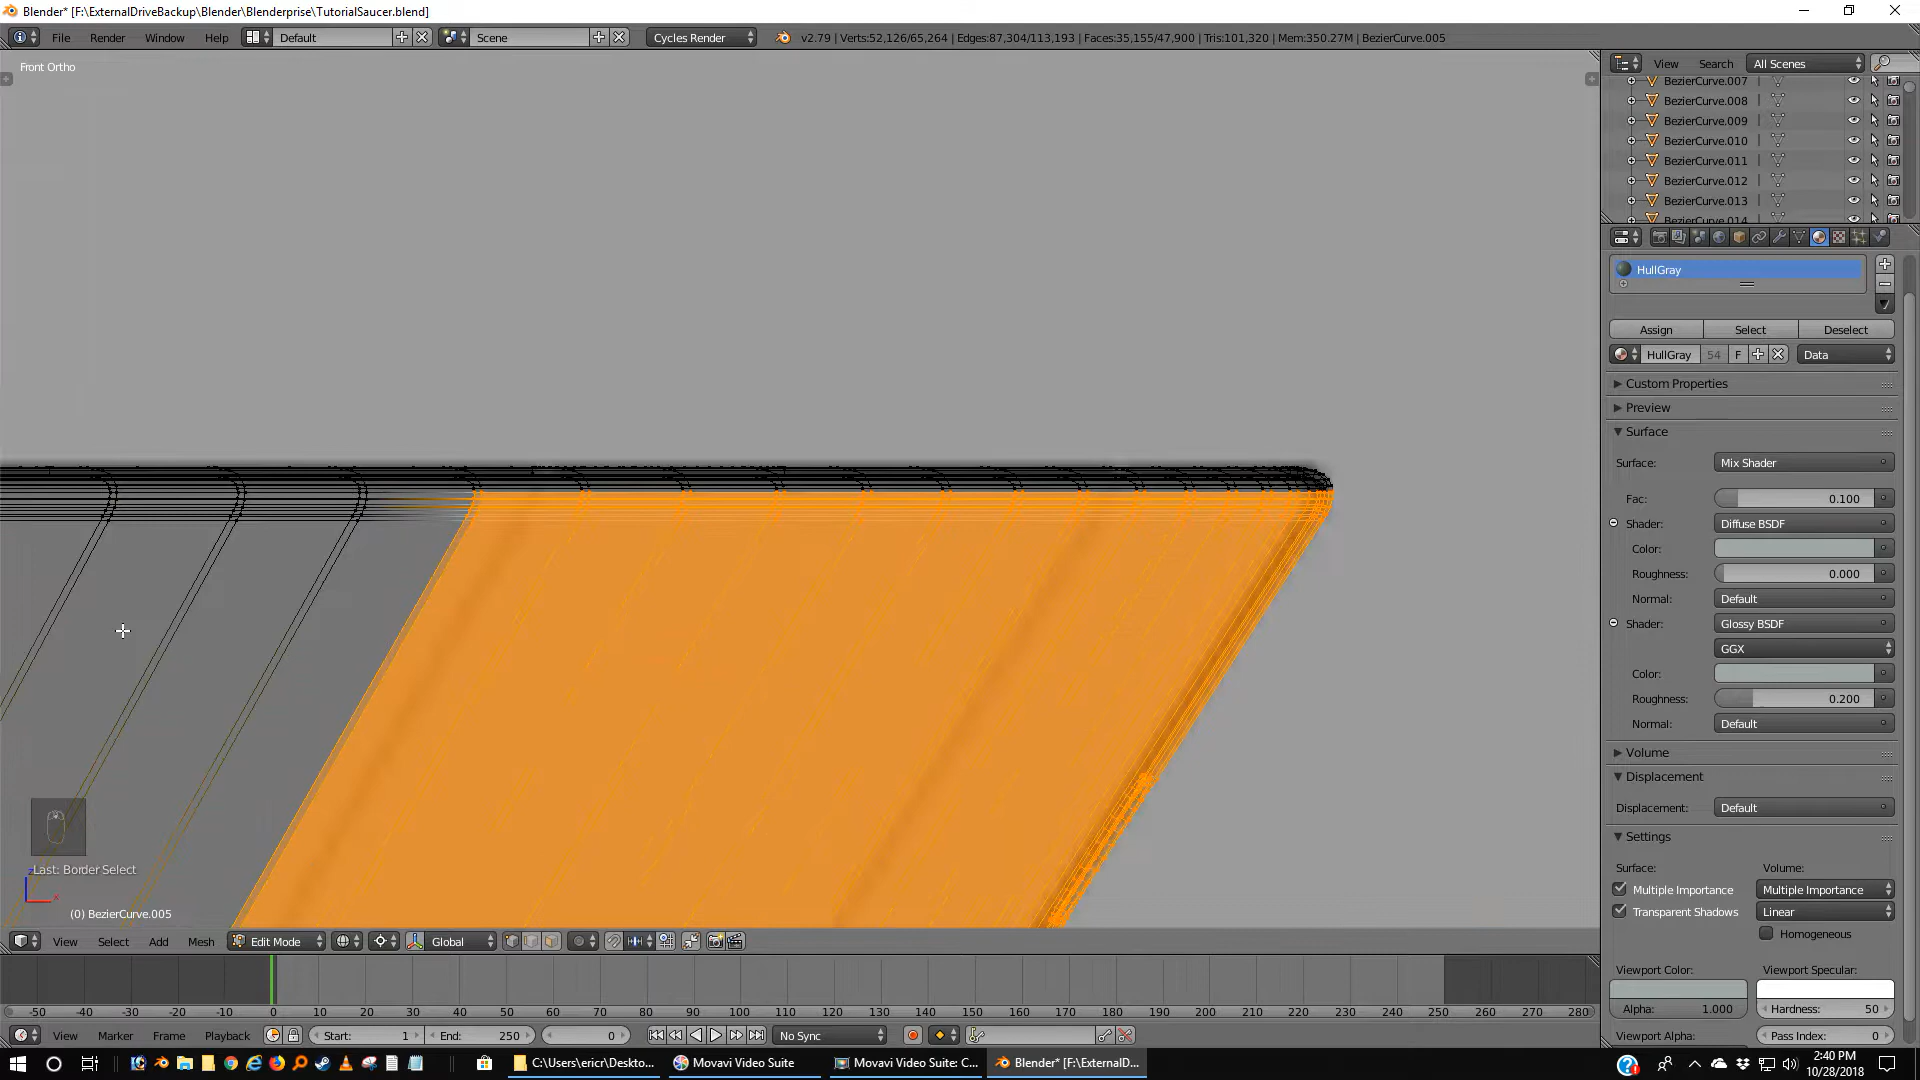 Blender* [F:\ExternalDriveBackup\Blender\Blenderprise\TutorialSaucer.blend]
File Render Window Help Default Scene Cycles Render v2.79 | Verts:52,126/65,264 | Edges:87,304/113,193 | Faces:35,155/47,900 | Tris:101,320 | Mem:350.27M | BezierCurve.005
Front Ortho
View Search All Scenes
BezierCurve.007
BezierCurve.008
BezierCurve.009
BezierCurve.010
BezierCurve.011
BezierCurve.012
BezierCurve.013
BezierCurve.014
HullGray
Assign Select Deselect
HullGray 54 F Data
Custom Properties
Preview
Surface
Surface: Mix Shader
Fac: 0.100
Shader: Diffuse BSDF
Color:
Roughness: 0.000
Normal: Default
Shader: Glossy BSDF
GGX
Color:
Roughness: 0.200
Normal: Default
Volume
Displacement
Displacement: Default
Settings
Surface: Volume:
Multiple Importance Multiple Importance
Transparent Shadows Linear
Homogeneous
Viewport Color: Viewport Specular:
Alpha: 1.000 Hardness: 50
Viewport Alpha: Pass Index: 0
Last: Border Select
z
x
(0) BezierCurve.005
View Select Add Mesh Edit Mode Global
-50 -40 -30 -20 -10 0 10 20 30 40 50 60 70 80 90 100 110 120 130 140 150 160 170 180 190 200 210 220 230 240 250 260 270 280
View Marker Frame Playback Start: 1 End: 250 0 No Sync
C:\Users\ericr\Deskto... Movavi Video Suite Movavi Video Suite: C... Blender* [F:\ExternalD...
2:40 PM
10/28/2018